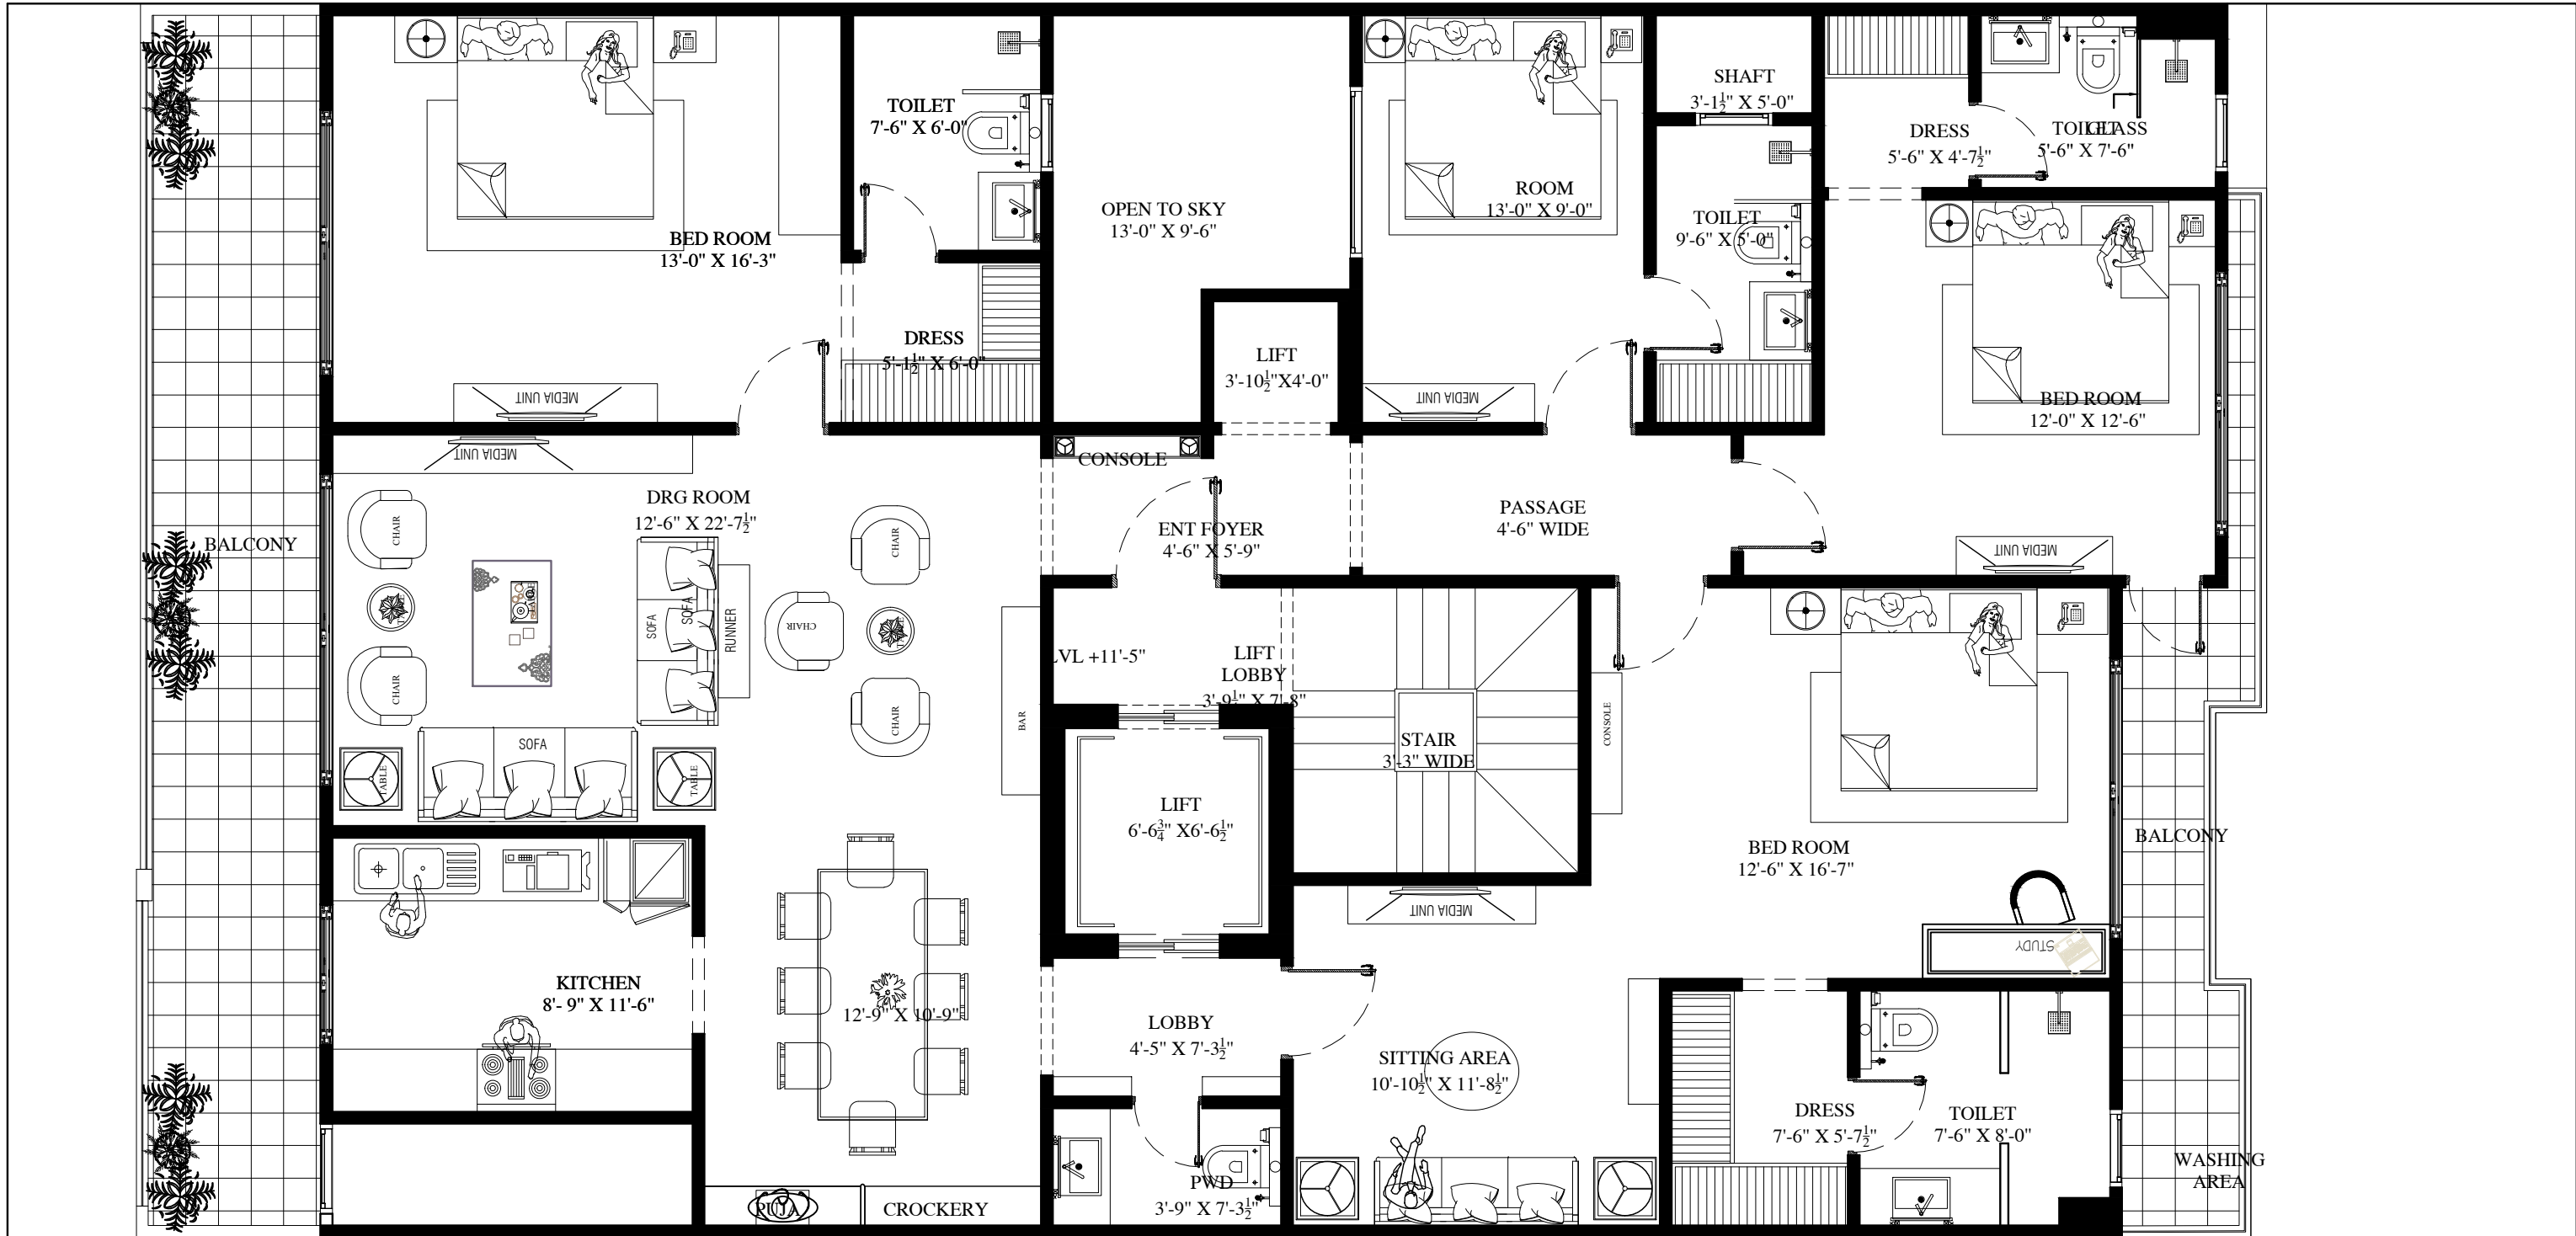 TOILET
7'-6" X 6'-0"
BED ROOM
13'-0" X 16'-3"
DRESS
5'-1½" X 6'-0"
MEDIA UNIT
OPEN TO SKY
13'-0" X 9'-6"
LIFT
3'-10½"X4'-0"
ROOM
13'-0" X 9'-0"
MEDIA UNIT
SHAFT
3'-1½" X 5'-0"
TOILET
9'-6" X 5'-0"
DRESS
5'-6" X 4'-7½"
TOILET
GLASS
5'-6" X 7'-6"
BED ROOM
12'-0" X 12'-6"
MEDIA UNIT
BALCONY
MEDIA UNIT
DRG ROOM
12'-6" X 22'-7½"
CHAIR
CHAIR
CHAIR
CHAIR
CHAIR
SOFA
SOFA
RUNNER
SOFA
TABLE
TABLE
BAR
CONSOLE
ENT FOYER
4'-6" X 5'-9"
PASSAGE
4'-6" WIDE
LVL +11'-5"
LIFT
LOBBY
3'-9½" X 7'-8"
STAIR
3'-3" WIDE
CONSOLE
LIFT
6'-6¾" X6'-6½"
BED ROOM
12'-6" X 16'-7"
STUDY
BALCONY
KITCHEN
8'- 9" X 11'-6"
12'-9" X 10'-9"
MEDIA UNIT
LOBBY
4'-5" X 7'-3½"
SITTING AREA
10'-10½" X 11'-8½"
DRESS
7'-6" X 5'-7½"
TOILET
7'-6" X 8'-0"
WASHING
AREA
PUJA
CROCKERY
PWD
3'-9" X 7'-3½"